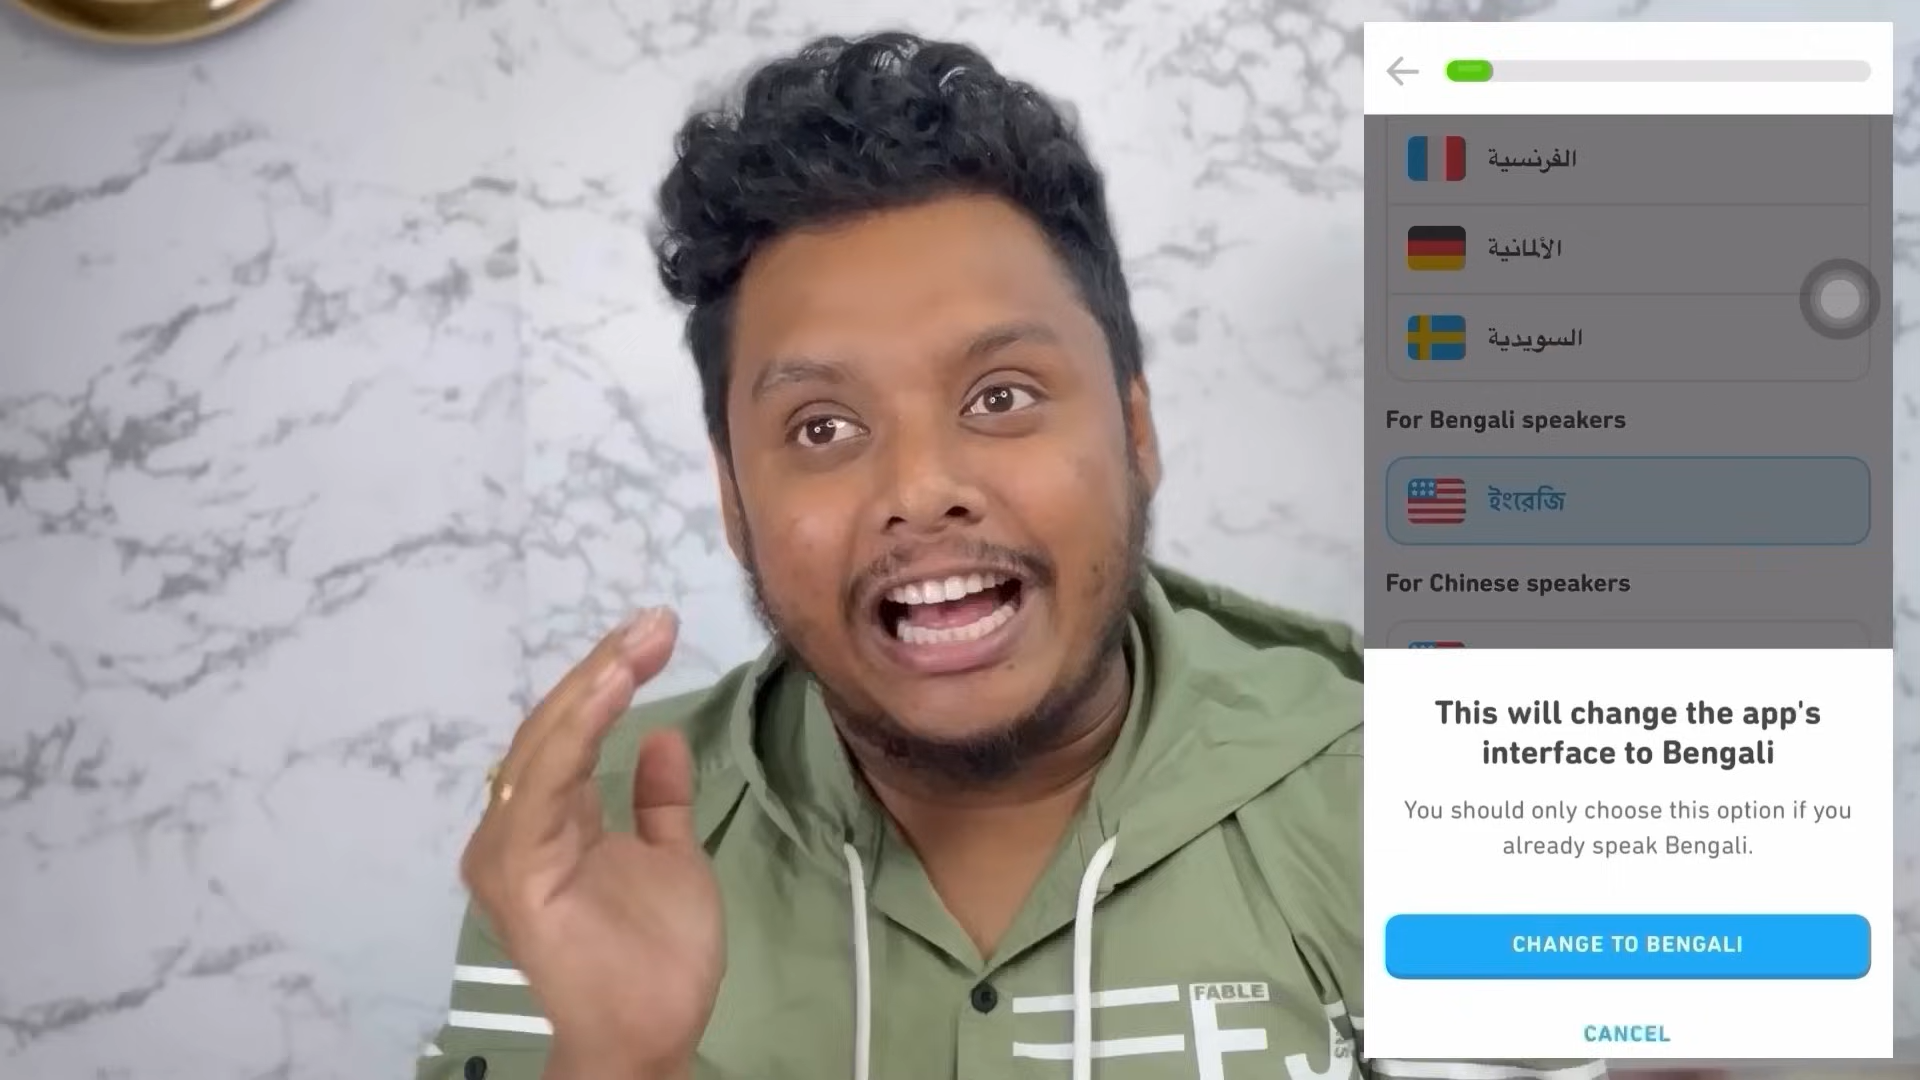 الفرنسية
الألمانية
السويدية
For Bengali speakers
ইংরেজি
For Chinese speakers
This will change the app's
interface to Bengali
You should only choose this option if you
already speak Bengali.
CHANGE TO BENGALI
CANCEL
FABLE
FJ